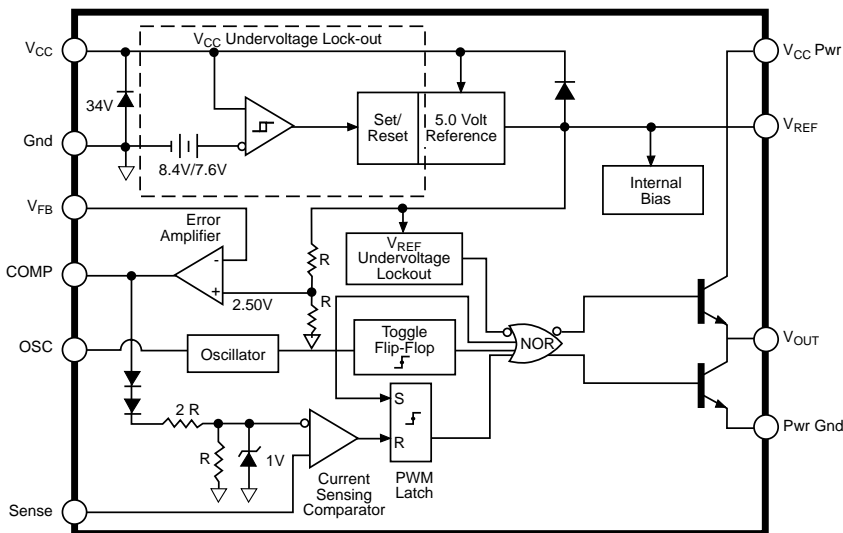 VCC Undervoltage Lock-out
VCC
VCC Pwr
34V
Set/
Reset
5.0 Volt
Reference
Gnd
VREF
8.4V/7.6V
Internal
Bias
VFB
Error
Amplifier
-
+
R
VREF
Undervoltage
Lockout
COMP
2.50V
R
OSC
Oscillator
Toggle
Flip-Flop
NOR
VOUT
S
R
2 R
R
1V
Pwr Gnd
Current
Sensing
Comparator
PWM
Latch
Sense